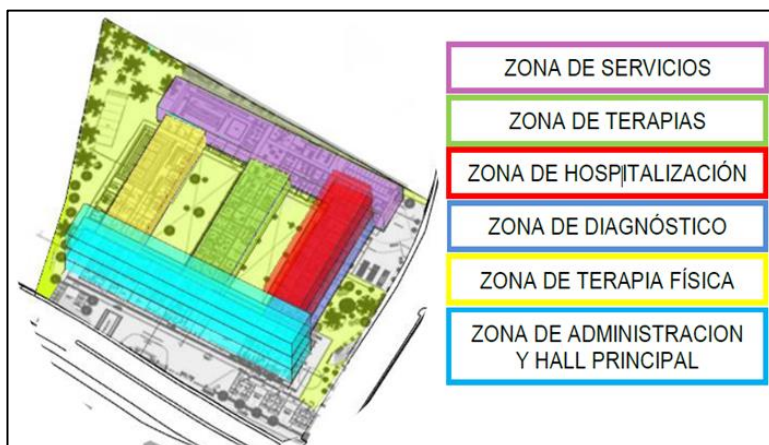 ZONA DE SERVICIOS
ZONA DE TERAPIAS
ZONA DE HOSPITALIZACIÓN
ZONA DE DIAGNÓSTICO
ZONA DE TERAPIA FÍSICA
ZONA DE ADMINISTRACION
Y HALL PRINCIPAL